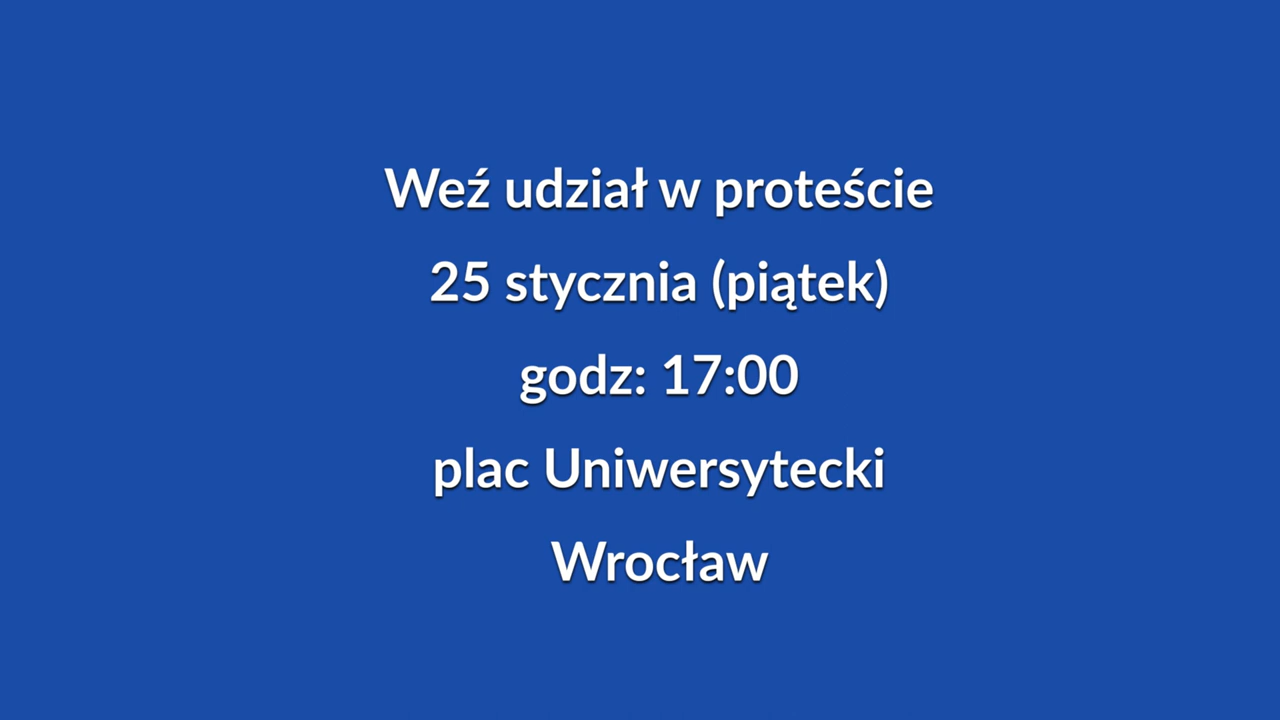 Weź udział w proteście
25 stycznia (piątek)
godz: 17:00
plac Uniwersytecki
Wrocław